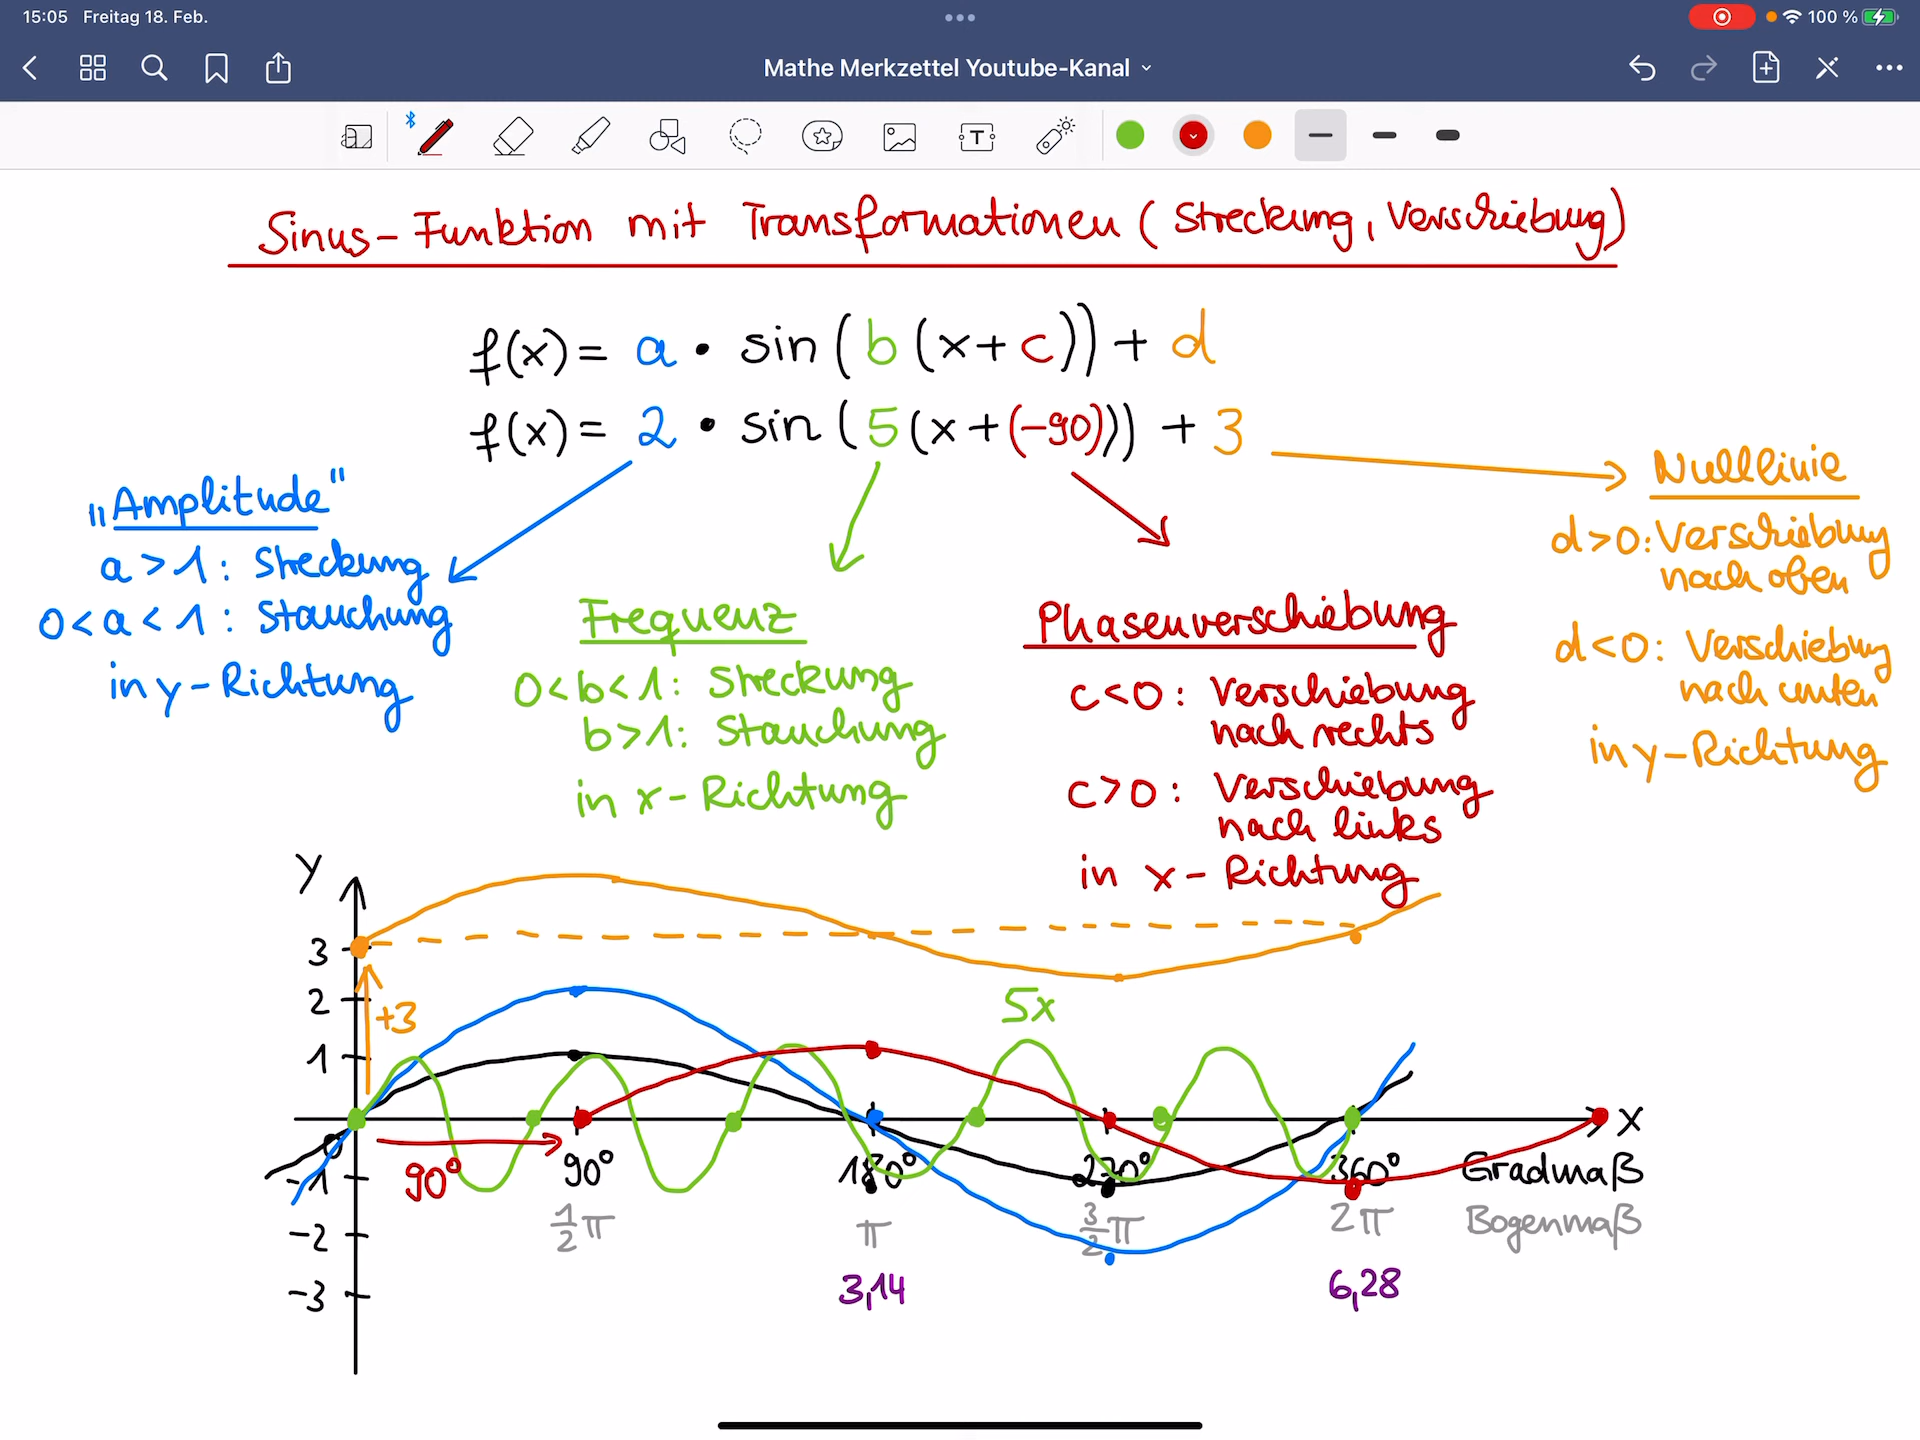 15:05 Freitag 18. Feb.
100 %
Mathe Merkzettel Youtube-Kanal
Sinus-Funktion mit Transformationen (Streckung, Verschiebung)
f(x) = a • sin (b (x+c)) + d
f(x) = 2 • sin (5 (x+(-90))) + 3
„Amplitude"
a > 1 : Streckung
0 < a < 1 : Stauchung
in y-Richtung
Frequenz
0 < b < 1 : Streckung
b > 1 : Stauchung
in x-Richtung
Phasenverschiebung
c < 0 : Verschiebung
nach rechts
c > 0 : Verschiebung
nach links
in x-Richtung
Nulllinie
d > 0 : Verschiebung
nach oben
d < 0 : Verschiebung
nach unten
in y-Richtung
y
3
2
1
0
-1
-2
-3
+3
5x
x
90°
90° 180° 270° 360° Gradmaß
1/2 π π 3/2 π 2π Bogenmaß
3,14 6,28